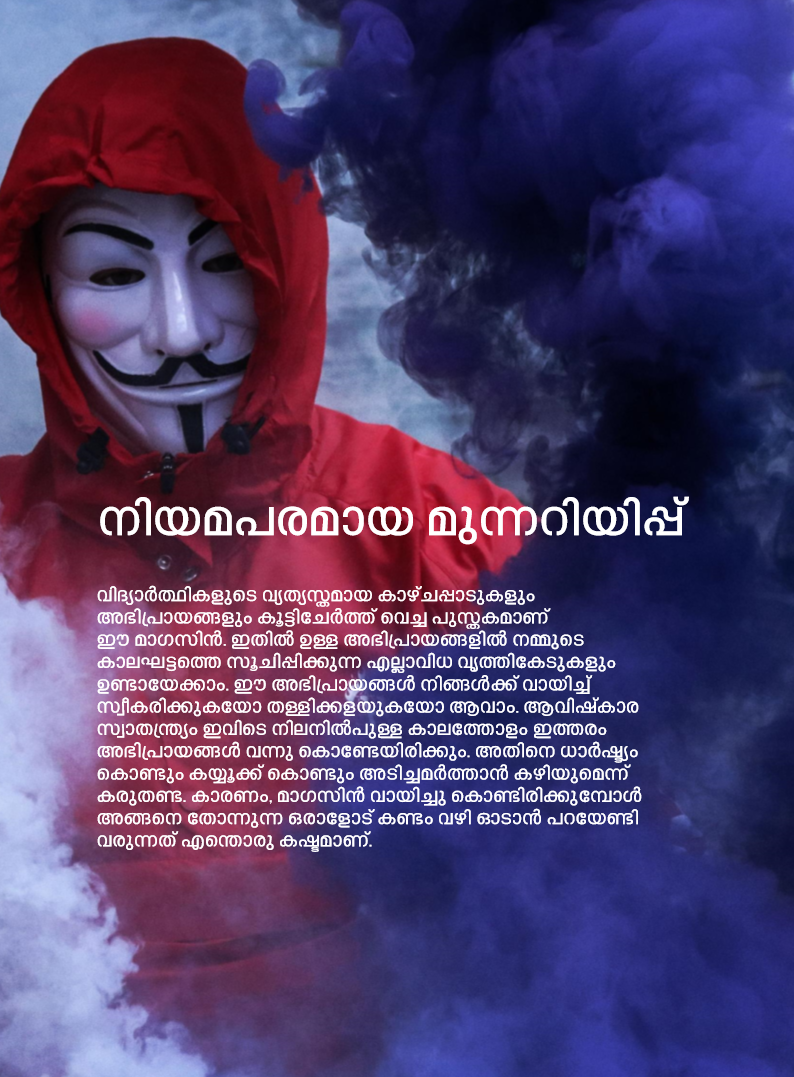 നിയമപരമായ മുന്നറിയിപ്പ്
വിദ്യാർത്ഥികളുടെ വ്യത്യസ്തമായ കാഴ്ചപ്പാടുകളും
അഭിപ്രായങ്ങളും കൂട്ടിചേർത്ത് വെച്ച പുസ്തകമാണ്
ഈ മാഗസിൻ. ഇതിൽ ഉള്ള അഭിപ്രായങ്ങളിൽ നമ്മുടെ
കാലഘട്ടത്തെ സൂചിപ്പിക്കുന്ന എല്ലാവിധ വൃത്തികേടുകളും
ഉണ്ടായേക്കാം. ഈ അഭിപ്രായങ്ങൾ നിങ്ങൾക്ക് വായിച്ച്
സ്വീകരിക്കുകയോ തള്ളിക്കളയുകയോ ആവാം. ആവിഷ്കാര
സ്വാതന്ത്ര്യം ഇവിടെ നിലനിൽപുള്ള കാലത്തോളം ഇത്തരം
അഭിപ്രായങ്ങൾ വന്നു കൊണ്ടേയിരിക്കും. അതിനെ ധാർഷ്ട്യം
കൊണ്ടും കയ്യൂക്ക് കൊണ്ടും അടിച്ചമർത്താൻ കഴിയുമെന്ന്
കരുതണ്ട. കാരണം, മാഗസിൻ വായിച്ചു കൊണ്ടിരിക്കുമ്പോൾ
അങ്ങനെ തോന്നുന്ന ഒരാളോട് കണ്ടം വഴി ഓടാൻ പറയേണ്ടി
വരുന്നത് എന്തൊരു കഷ്ടമാണ്.